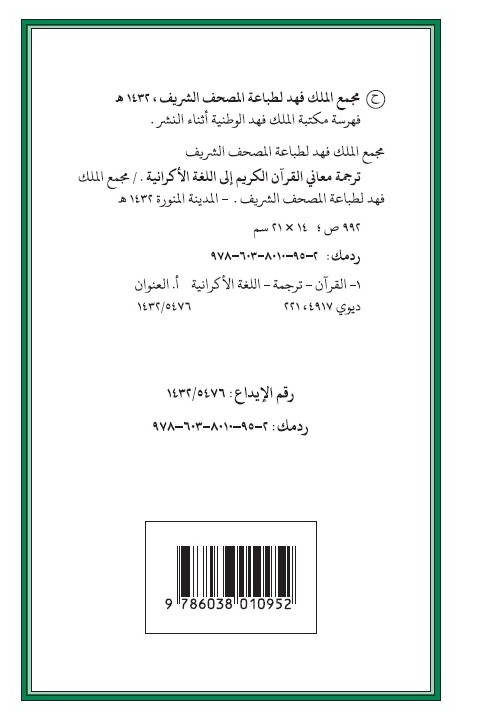 ح مجمع الملك فهد لطباعة المصحف الشريف ، ١٤٣٢ هـ
فهرسة مكتبة الملك فهد الوطنية أثناء النشر .
مجمع الملك فهد لطباعة المصحف الشريف
ترجمة معاني القرآن الكريم إلى اللغة الأكرانية . / مجمع الملك
فهد لطباعة المصحف الشريف . – المدينة المنورة ١٤٣٢ هـ
٩٩٢ ص ؛ ١٤ × ٢١ سم
ردمك: ٢–٩٥–٨٠١٠–٦٠٣–٩٧٨
١– القرآن – ترجمة – اللغة الأكرانية أ. العنوان
ديوي ٢٢١،٤٩١٧ ١٤٣٢/٥٤٧٦
رقم الإيداع: ١٤٣٢/٥٤٧٦
ردمك: ٢–٩٥–٨٠١٠–٦٠٣–٩٧٨
9 786038 010952